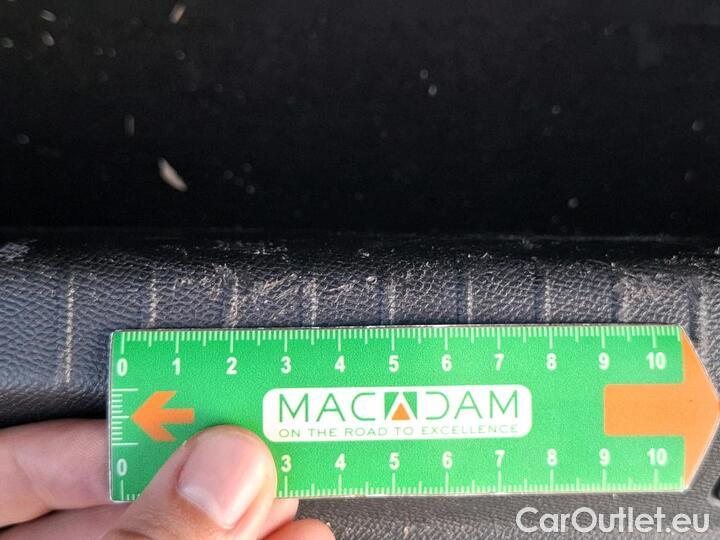 0 1 2 3 4 5 6 7 8 9 10
MACADAM
ON THE ROAD TO EXCELLENCE
0 3 4 5 6 7 8 9 10
CarOutlet.eu